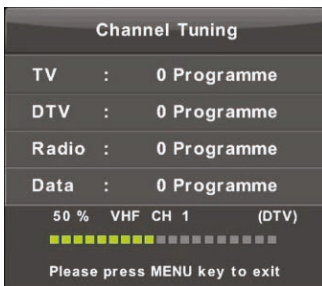 Channel Tuning
TV : 0 Programme
DTV : 0 Programme
Radio : 0 Programme
Data : 0 Programme
50 % VHF CH 1 (DTV)
Please press MENU key to exit